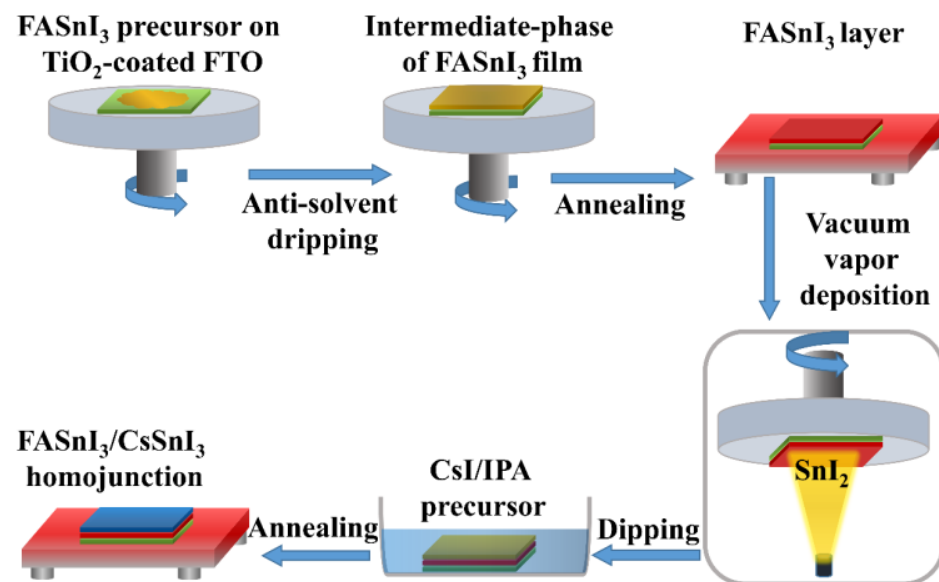 FASnI₃ precursor on
TiO₂-coated FTO
Intermediate-phase
of FASnI₃ film
FASnI₃ layer
Anti-solvent
dripping
Annealing
Vacuum
vapor
deposition
SnI₂
Dipping
CsI/IPA
precursor
Annealing
FASnI₃/CsSnI₃
homojunction